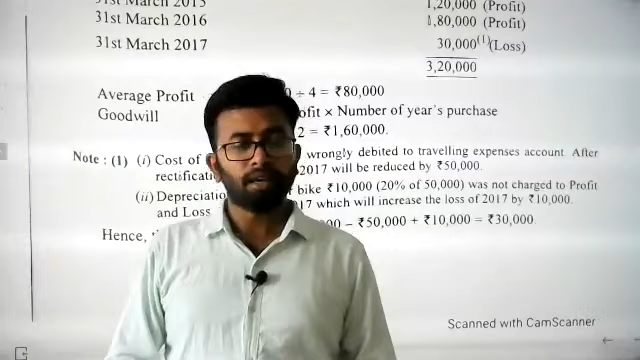 31st March 2015 1,20,000 (Profit)
31st March 2016 1,80,000 (Profit)
31st March 2017 30,000(1) (Loss)
3,20,000
Average Profit 0 ÷ 4 = ₹80,000
Goodwill ofit × Number of year's purchase
2 = ₹1,60,000.
Note : (1) (i) Cost of wrongly debited to travelling expenses account. After
rectificati 2017 will be reduced by ₹50,000.
(ii) Depreciatio bike ₹10,000 (20% of 50,000) was not charged to Profit
and Loss 17 which will increase the loss of 2017 by ₹10,000.
Hence, 00 – ₹50,000 + ₹10,000 = ₹30,000
Scanned with CamScanner